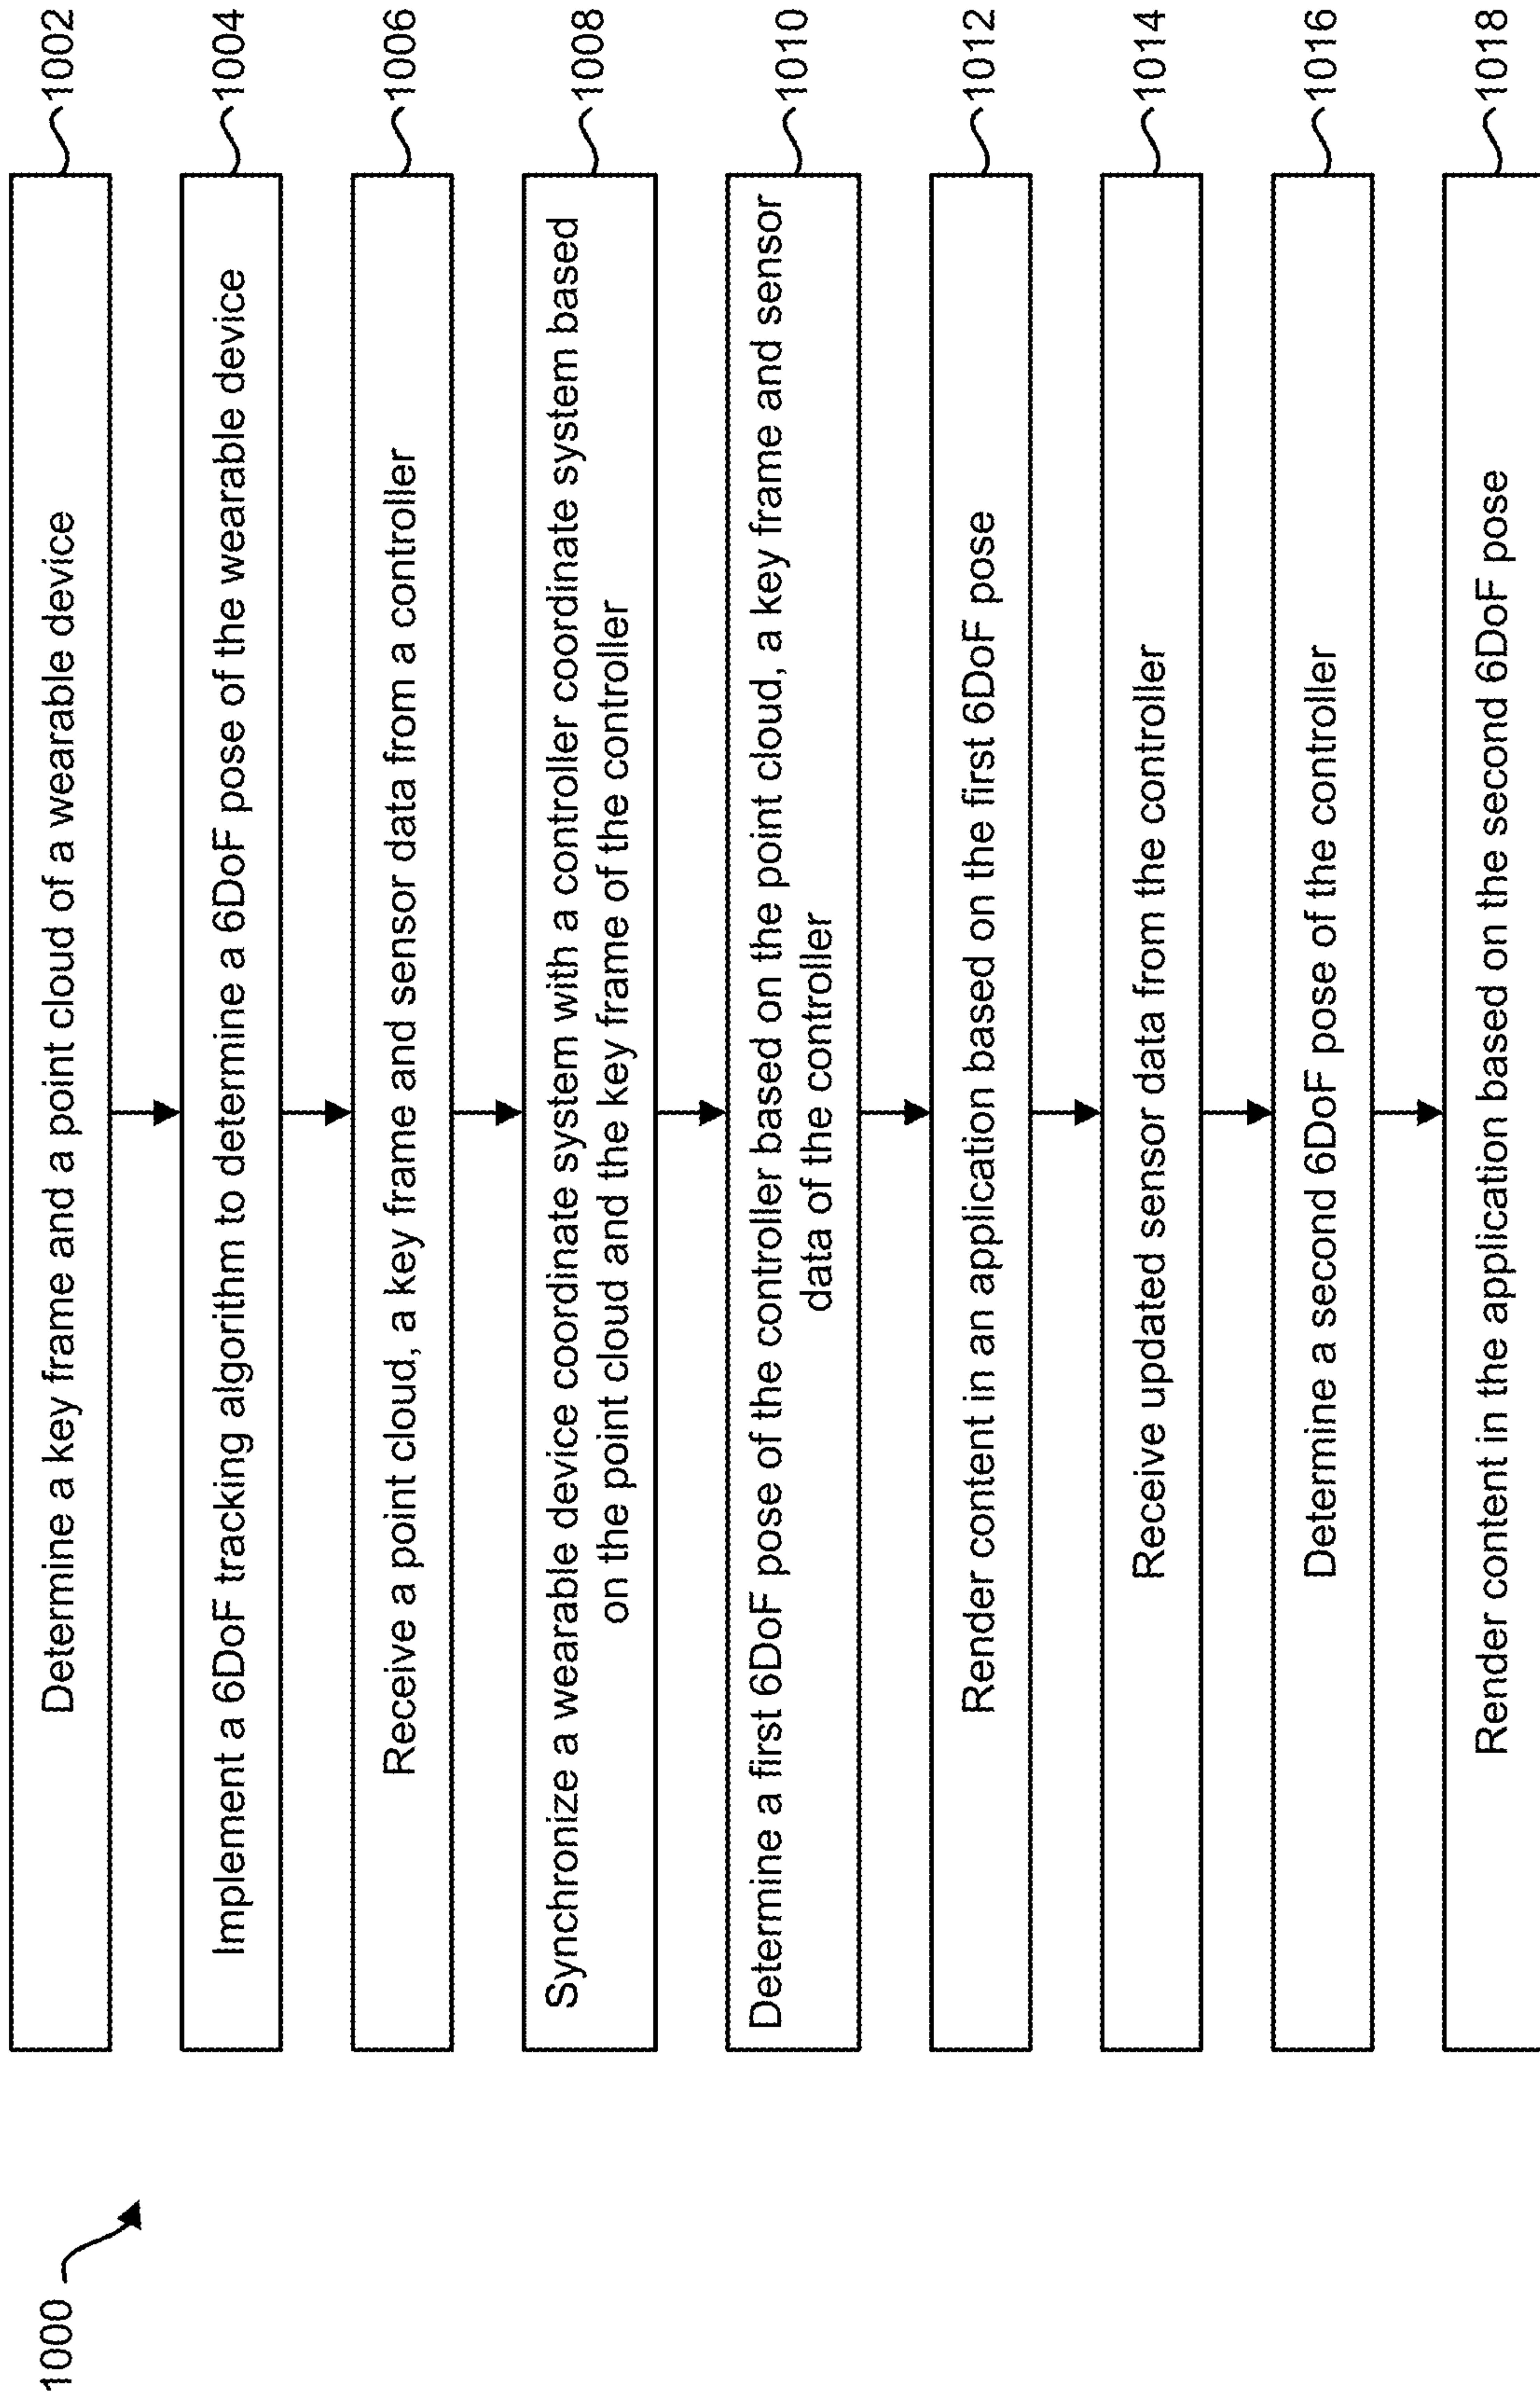 1000
Determine a key frame and a point cloud of a wearable device
1002
Implement a 6DoF tracking algorithm to determine a 6DoF pose of the wearable device
1004
Receive a point cloud, a key frame and sensor data from a controller
1006
Synchronize a wearable device coordinate system with a controller coordinate system based
on the point cloud and the key frame of the controller
1008
Determine a first 6DoF pose of the controller based on the point cloud, a key frame and sensor
data of the controller
1010
Render content in an application based on the first 6DoF pose
1012
Receive updated sensor data from the controller
1014
Determine a second 6DoF pose of the controller
1016
Render content in the application based on the second 6DoF pose
1018